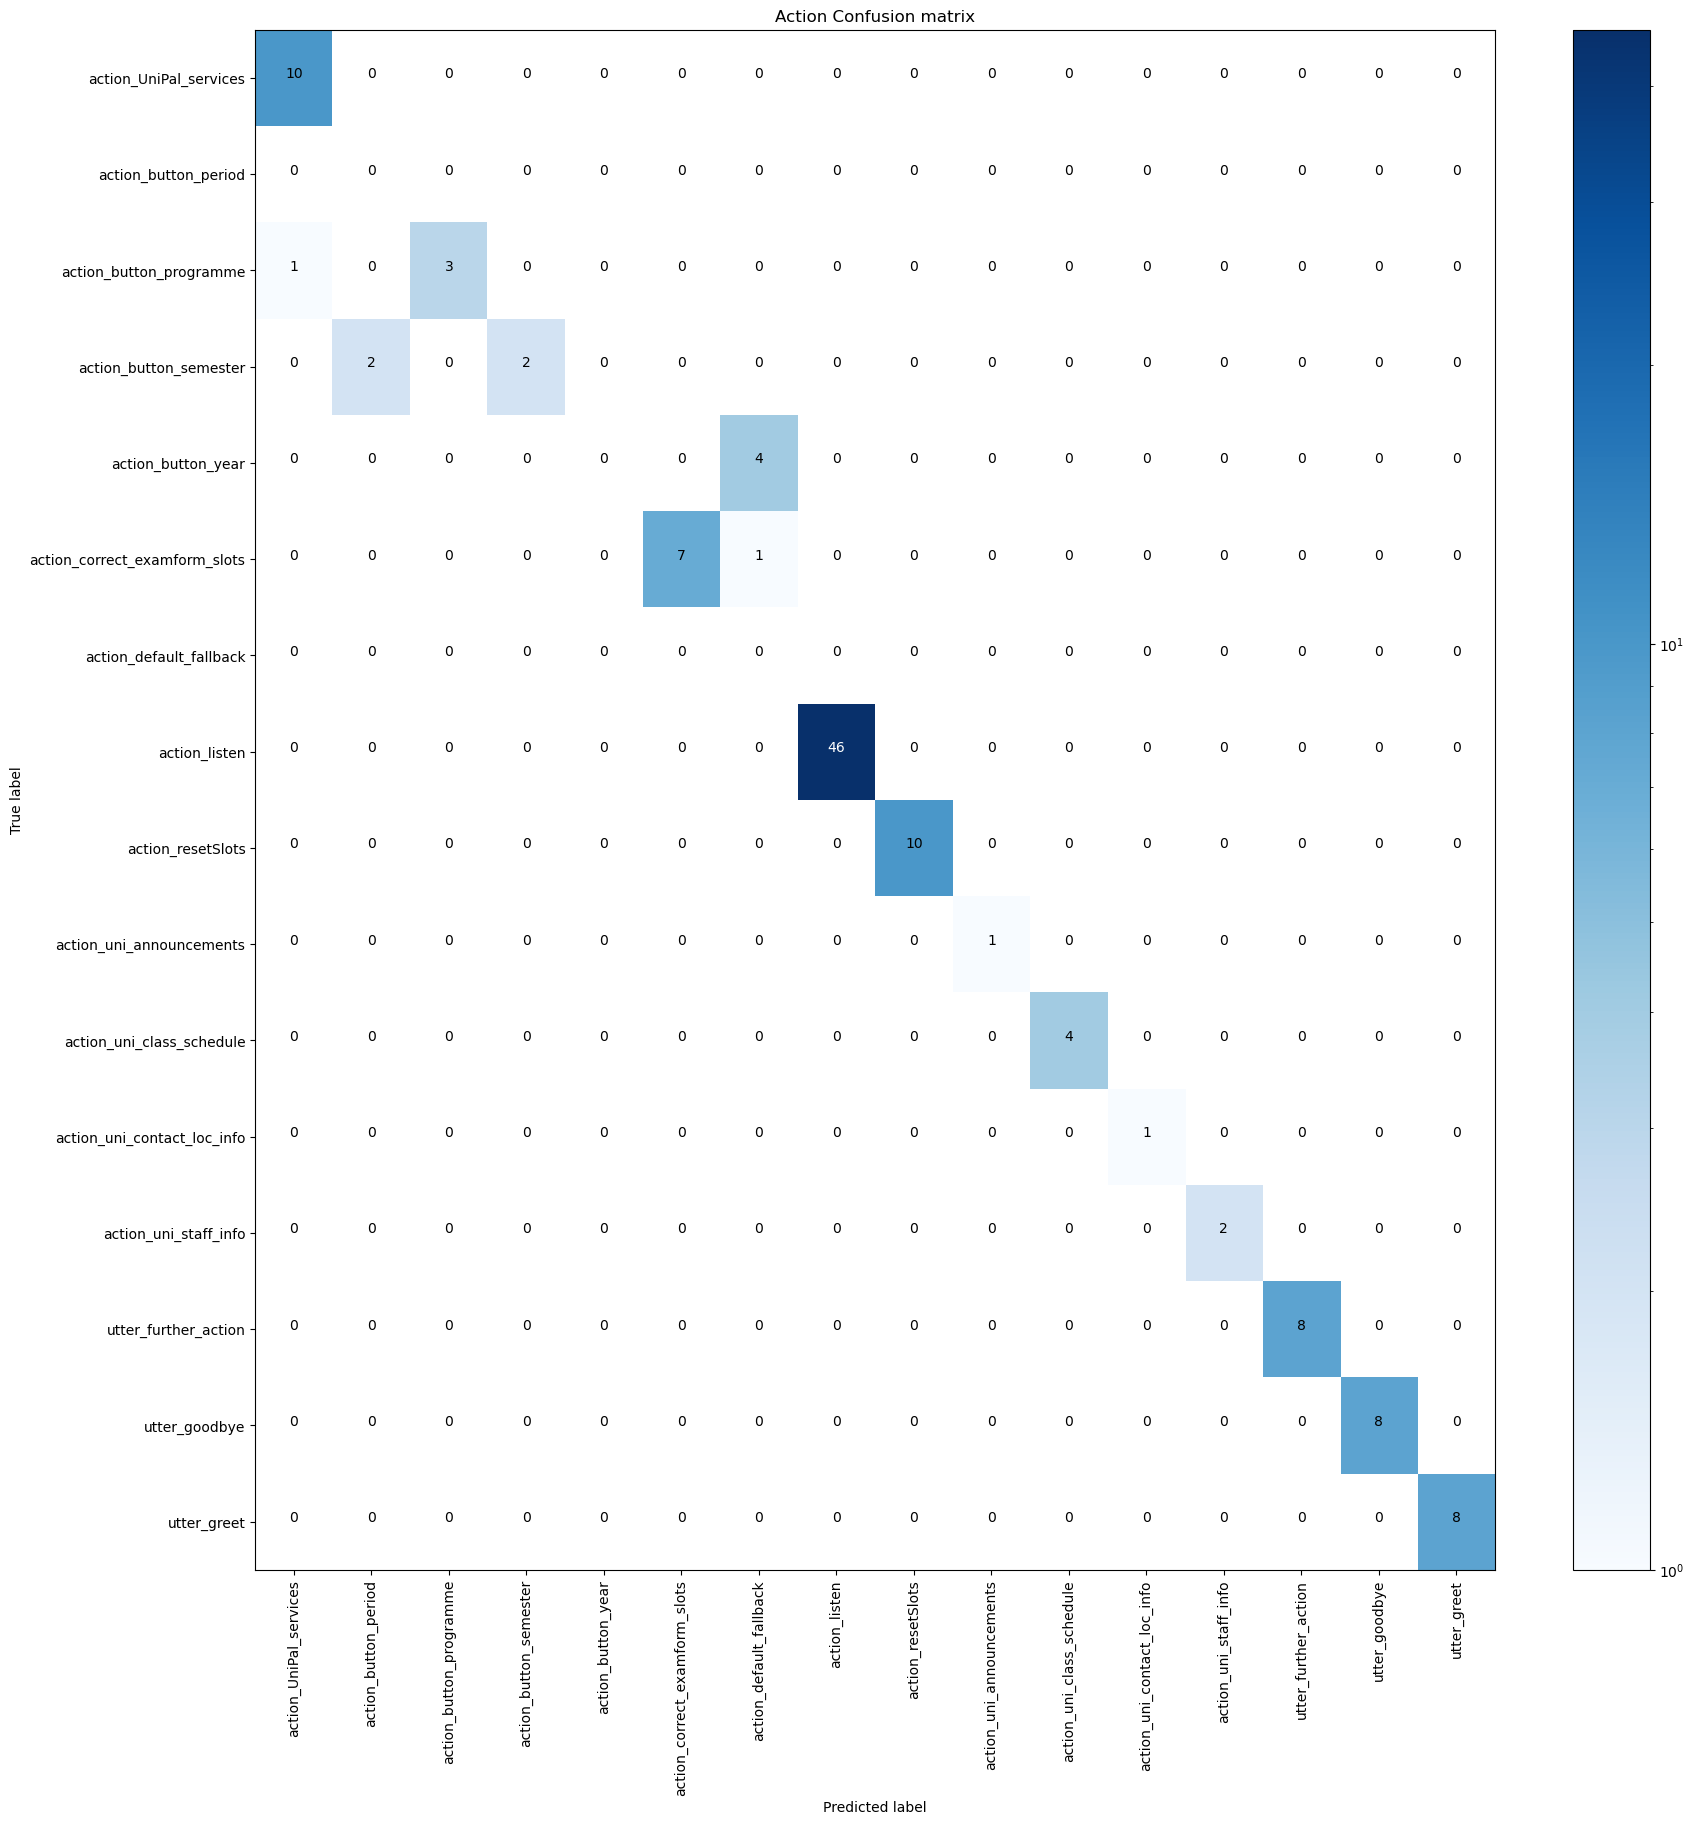 Action Confusion matrix
action_UniPal_services 10 0 0 0 0 0 0 0 0 0 0 0 0 0 0 0
action_button_period 0 0 0 0 0 0 0 0 0 0 0 0 0 0 0 0
action_button_programme 1 0 3 0 0 0 0 0 0 0 0 0 0 0 0 0
action_button_semester 0 2 0 2 0 0 0 0 0 0 0 0 0 0 0 0
action_button_year 0 0 0 0 0 0 4 0 0 0 0 0 0 0 0 0
action_correct_examform_slots 0 0 0 0 0 7 1 0 0 0 0 0 0 0 0 0
action_default_fallback 0 0 0 0 0 0 0 0 0 0 0 0 0 0 0 0
action_listen 0 0 0 0 0 0 0 46 0 0 0 0 0 0 0 0
action_resetSlots 0 0 0 0 0 0 0 0 10 0 0 0 0 0 0 0
action_uni_announcements 0 0 0 0 0 0 0 0 0 1 0 0 0 0 0 0
action_uni_class_schedule 0 0 0 0 0 0 0 0 0 0 4 0 0 0 0 0
action_uni_contact_loc_info 0 0 0 0 0 0 0 0 0 0 0 1 0 0 0 0
action_uni_staff_info 0 0 0 0 0 0 0 0 0 0 0 0 2 0 0 0
utter_further_action 0 0 0 0 0 0 0 0 0 0 0 0 0 8 0 0
utter_goodbye 0 0 0 0 0 0 0 0 0 0 0 0 0 0 8 0
utter_greet 0 0 0 0 0 0 0 0 0 0 0 0 0 0 0 8
True label
action_UniPal_services
action_button_period
action_button_programme
action_button_semester
action_button_year
action_correct_examform_slots
action_default_fallback
action_listen
action_resetSlots
action_uni_announcements
action_uni_class_schedule
action_uni_contact_loc_info
action_uni_staff_info
utter_further_action
utter_goodbye
utter_greet
Predicted label
10¹
10⁰